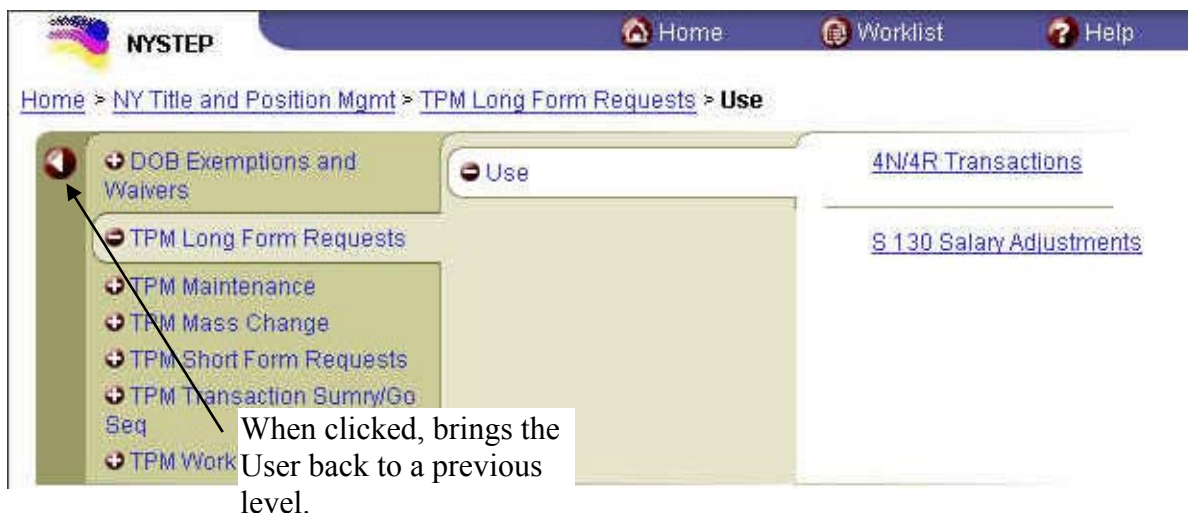 NYSTEP
Home
Worklist
Help
Home > NY Title and Position Mgmt > TPM Long Form Requests > Use
DOB Exemptions and
Waivers
TPM Long Form Requests
TPM Maintenance
TPM Mass Change
TPM Short Form Requests
TPM Transaction Sumry/Go
Seq
TPM Work
Use
4N/4R Transactions
S 130 Salary Adjustments
When clicked, brings the
User back to a previous
level.